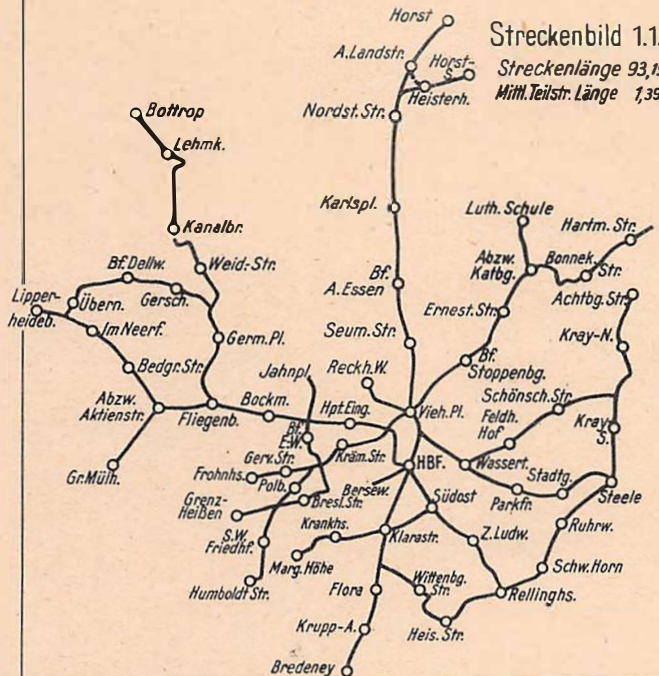 Streckenbild 1.1.
Streckenlänge 93,1
Mittl. Teilstr. Länge 1,39
Horst
A.Landstr.
Horst-
S.
Heisterh.
Nordst. Str.
Bottrop
Lehmk.
Karlspl.
Kanalbr.
Luth. Schule
Hartm. Str.
Abzw.
Katbg.
Bonnek.
Str.
Weid.-Str.
Bf. Dellw.
Gersch.
Bf.
A.Essen
Achtbg. Str.
Lipper-
heideb.
Übern.
Ernest. Str.
Im Neerf.
Germ. Pl.
Seum. Str.
Kray-N.
Bedgr. Str.
Jahnpl.
Reckh. W.
Bf.
Stoppenbg.
Abzw.
Aktienstr.
Bockm.
Fliegenb.
Hpt. Eing.
Vieh. Pl.
Schönsch. Str.
Feldh.
Hof
Kray-
S.
Bf.
E.-W.
Gr. Mülh.
Gerv. Str.
Kräm. Str.
HBF.
Wassert.
Frohnhs.
Polb.
Bersew.
Stadtg.
Steele
Grenz-
Heißen
Bresl. Str.
Südost
Parkfr.
Krankhs.
Ruhrw.
S.W.
Friedhf.
Klarastr.
Z. Ludw.
Marg. Höhe
Schw. Horn
Humboldt Str.
Flora
Wittenbg.
Str.
Rellinghs.
Krupp-A.
Heis. Str.
Bredeney